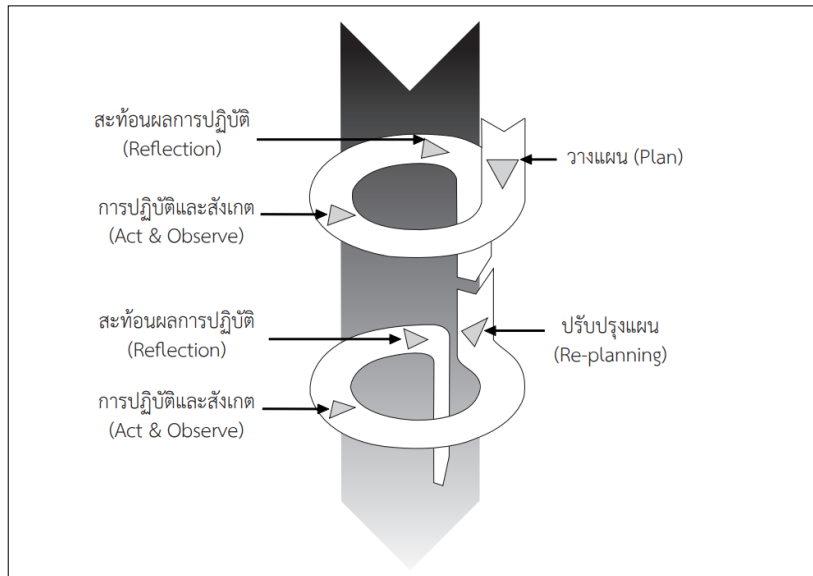 สะท้อนผลการปฏิบัติ
(Reflection)
วางแผน (Plan)
การปฏิบัติและสังเกต
(Act & Observe)
สะท้อนผลการปฏิบัติ
(Reflection)
ปรับปรุงแผน
(Re-planning)
การปฏิบัติและสังเกต
(Act & Observe)